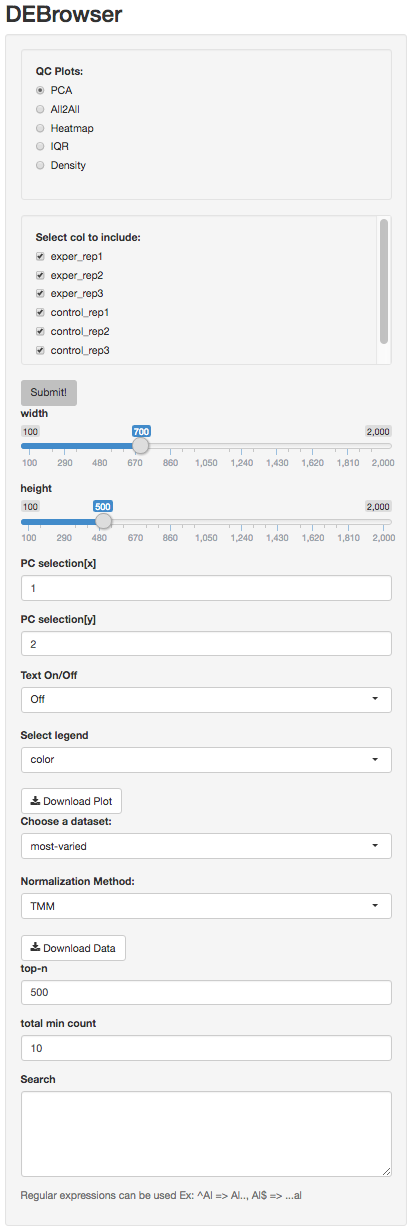 DEBrowser
QC Plots:
PCA
All2All
Heatmap
IQR
Density
Select col to include:
exper_rep1
exper_rep2
exper_rep3
control_rep1
control_rep2
control_rep3
Submit!
width
100 700 2,000
100 290 480 670 860 1,050 1,240 1,430 1,620 1,810 2,000
height
100 500 2,000
100 290 480 670 860 1,050 1,240 1,430 1,620 1,810 2,000
PC selection[x]
1
PC selection[y]
2
Text On/Off
Off
Select legend
color
Download Plot
Choose a dataset:
most-varied
Normalization Method:
TMM
Download Data
top-n
500
total min count
10
Search
Regular expressions can be used Ex: ^Al => Al.., Al$ => ...al